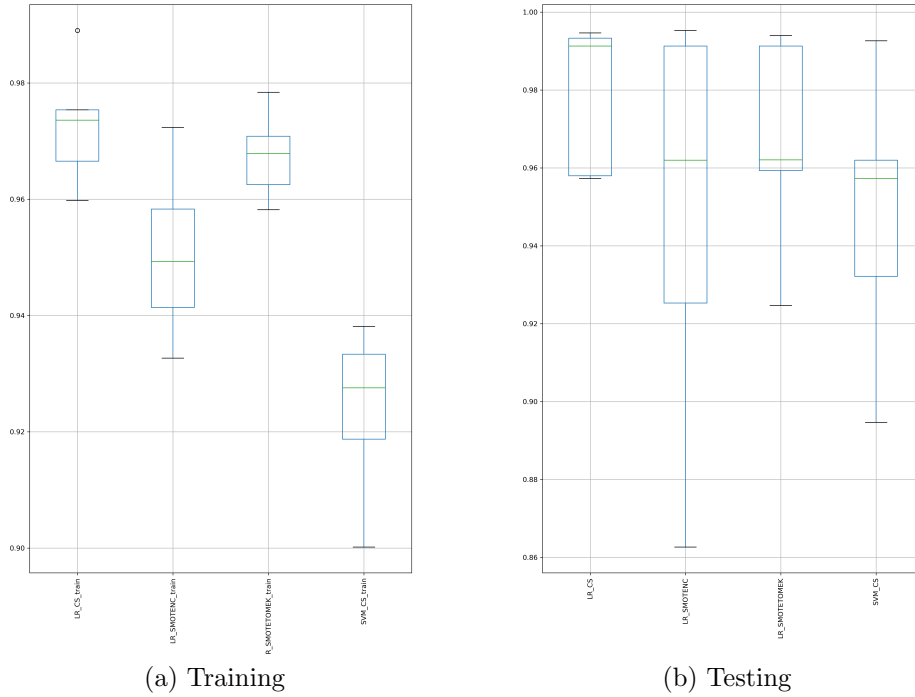 0.98
0.96
0.94
0.92
0.90
LR_CS_train
LR_SMOTENC_train
R_SMOTETOMEK_train
SVM_CS_train
(a) Training
1.00
0.98
0.96
0.94
0.92
0.90
0.88
0.86
LR_CS
LR_SMOTENC
LR_SMOTETOMEK
SVM_CS
(b) Testing